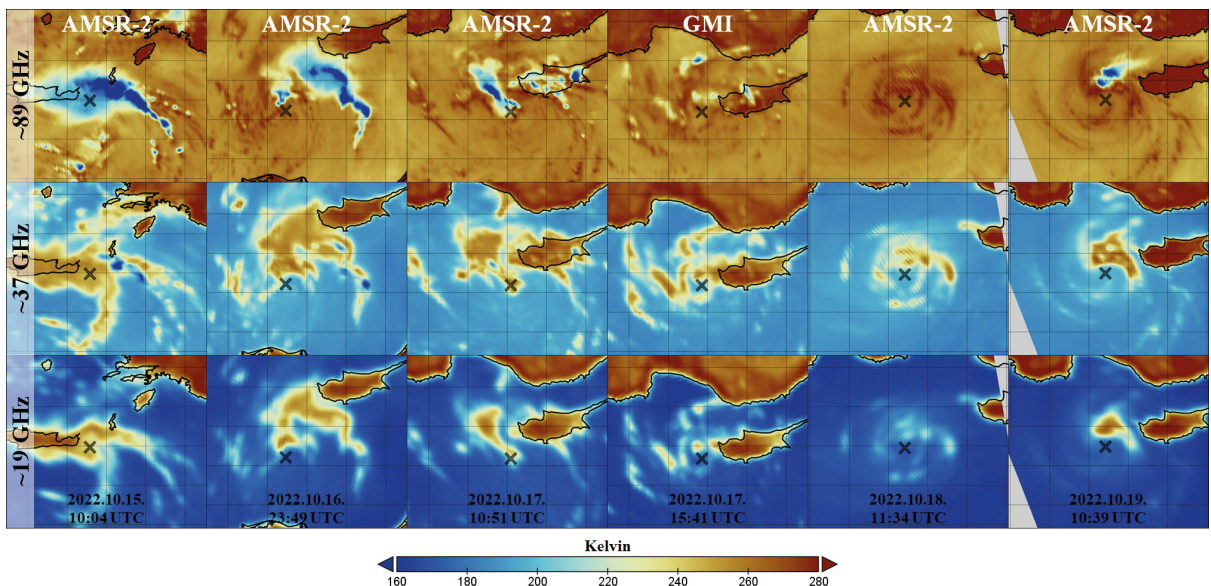 AMSR-2 AMSR-2 AMSR-2 GMI AMSR-2 AMSR-2
~89 GHz
~37 GHz
~19 GHz
2022.10.15. 2022.10.16. 2022.10.17. 2022.10.17. 2022.10.18. 2022.10.19.
10:04 UTC 23:49 UTC 10:51 UTC 15:41 UTC 11:34 UTC 10:39 UTC
Kelvin
160 180 200 220 240 260 280